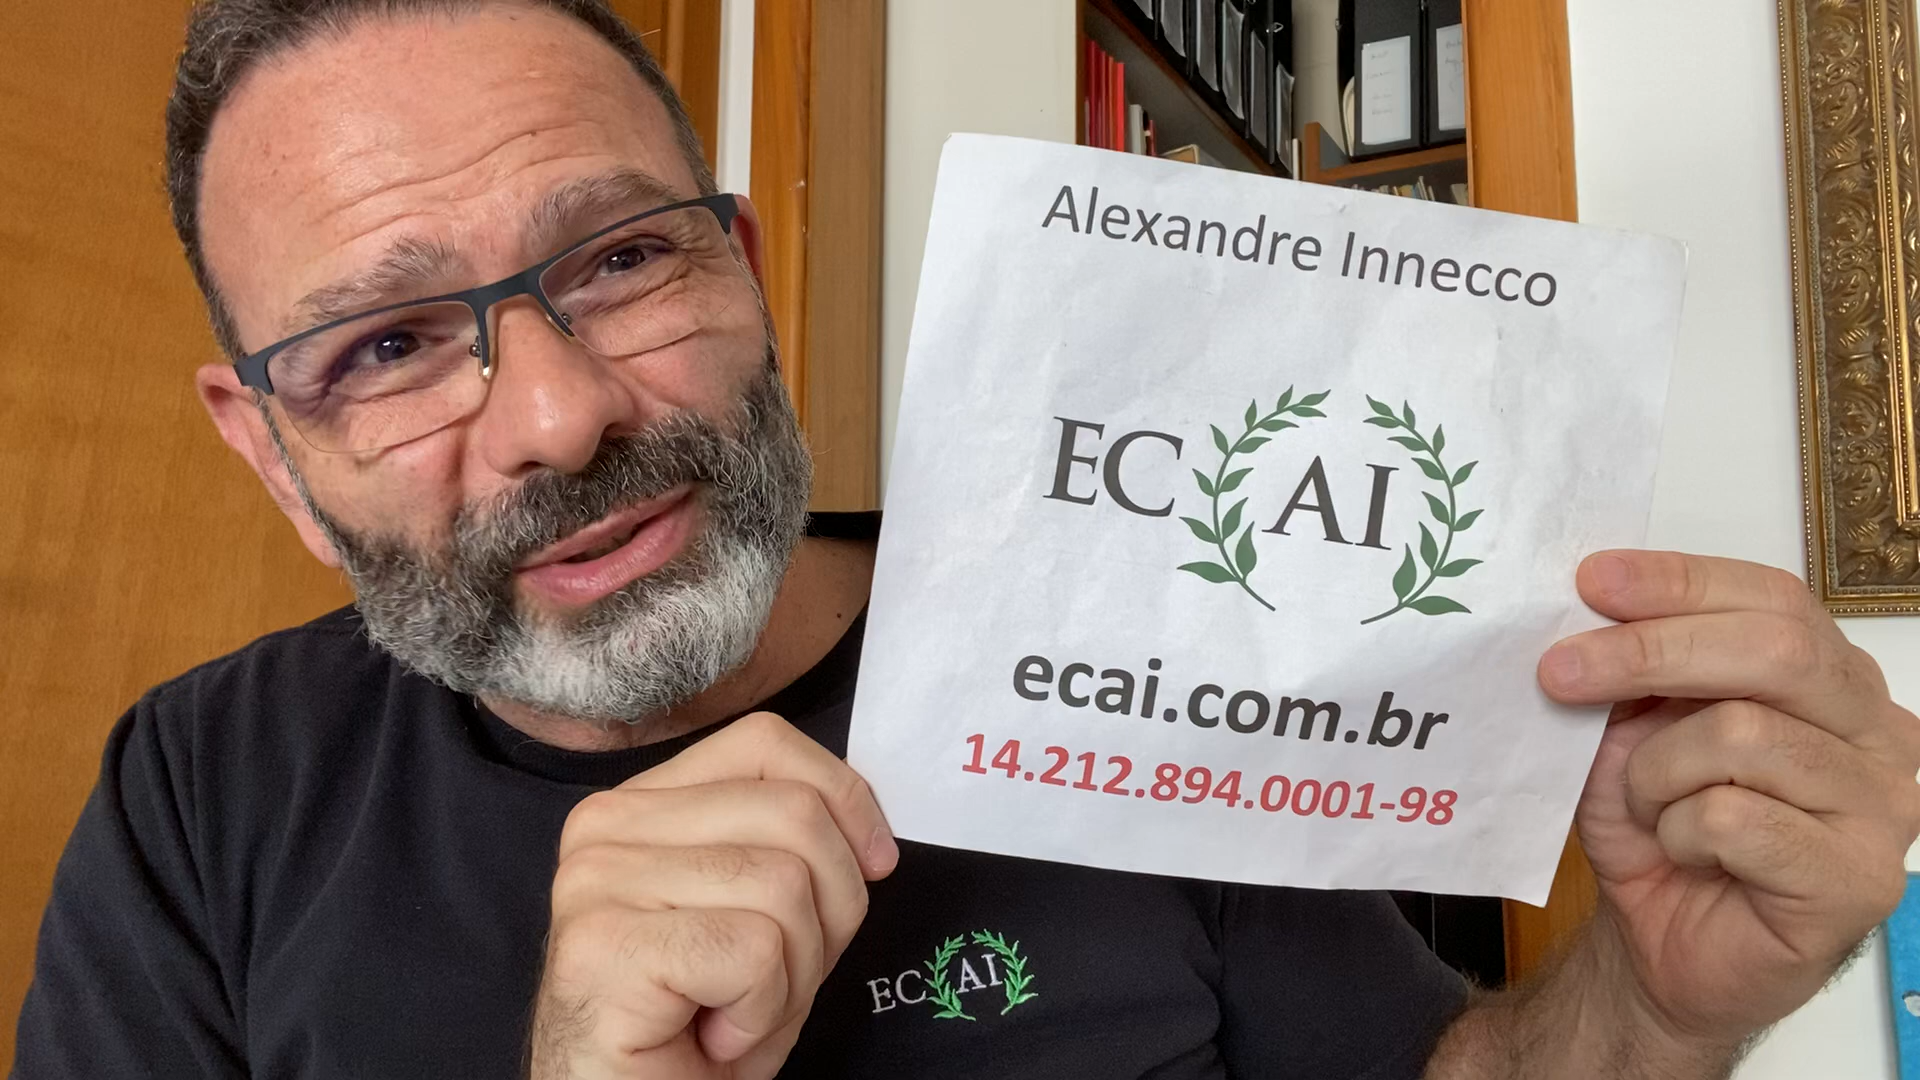 Alexandre Innecco
EC AI
ecai.com.br
14.212.894.0001-98
EC AI